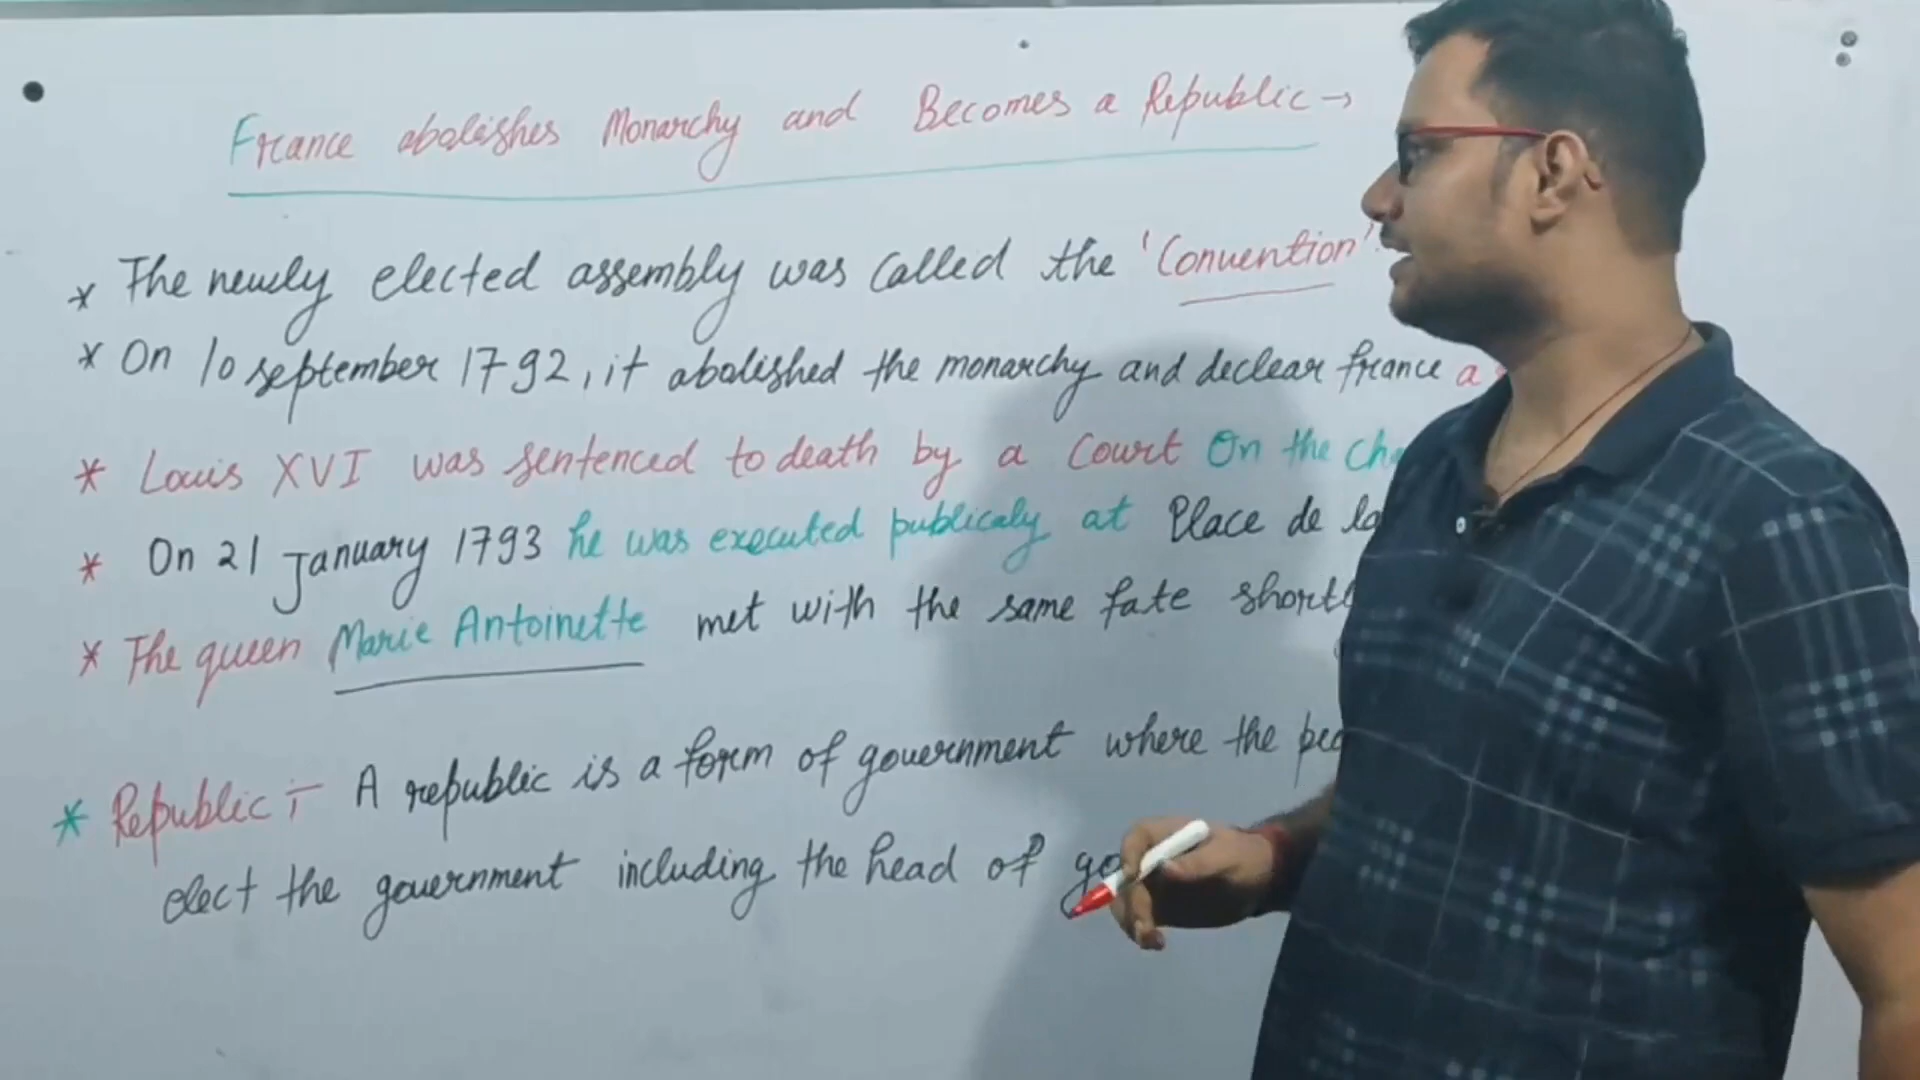 France abolishes Monarchy and Becomes a Republic →
* The newly elected assembly was called the 'Convention'
* On 10 september 1792, it abolished the monarchy and declear france a
* Louis XVI was sentenced to death by a Court On the
* On 21 January 1793 he was executed publicaly at Place de
* The queen Marie Antoinette met with the same fate
* Republic :- A republic is a form of government where the
elect the government including the head of